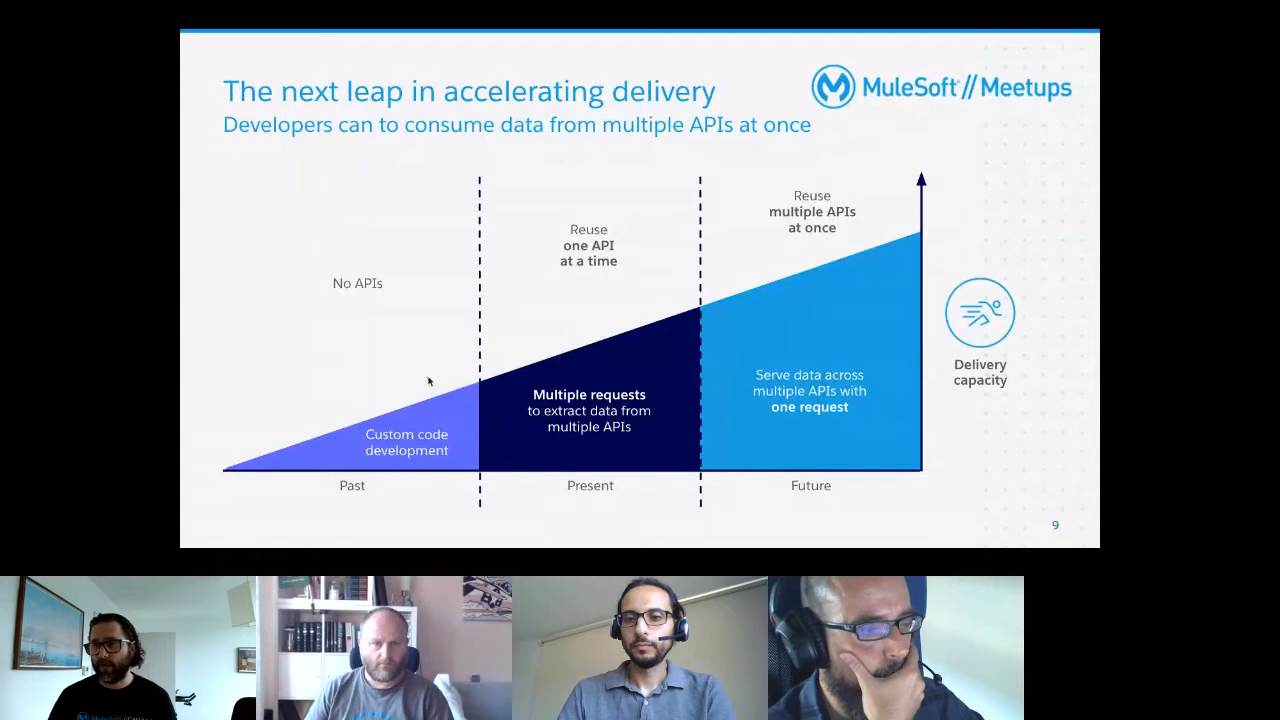 The next leap in accelerating delivery
MuleSoft // Meetups
Developers can to consume data from multiple APIs at once
No APIs
Reuse
one API
at a time
Reuse
multiple APIs
at once
Custom code
development
Multiple requests
to extract data from
multiple APIs
Serve data across
multiple APIs with
one request
Delivery
capacity
Past
Present
Future
9
MuleSoft //